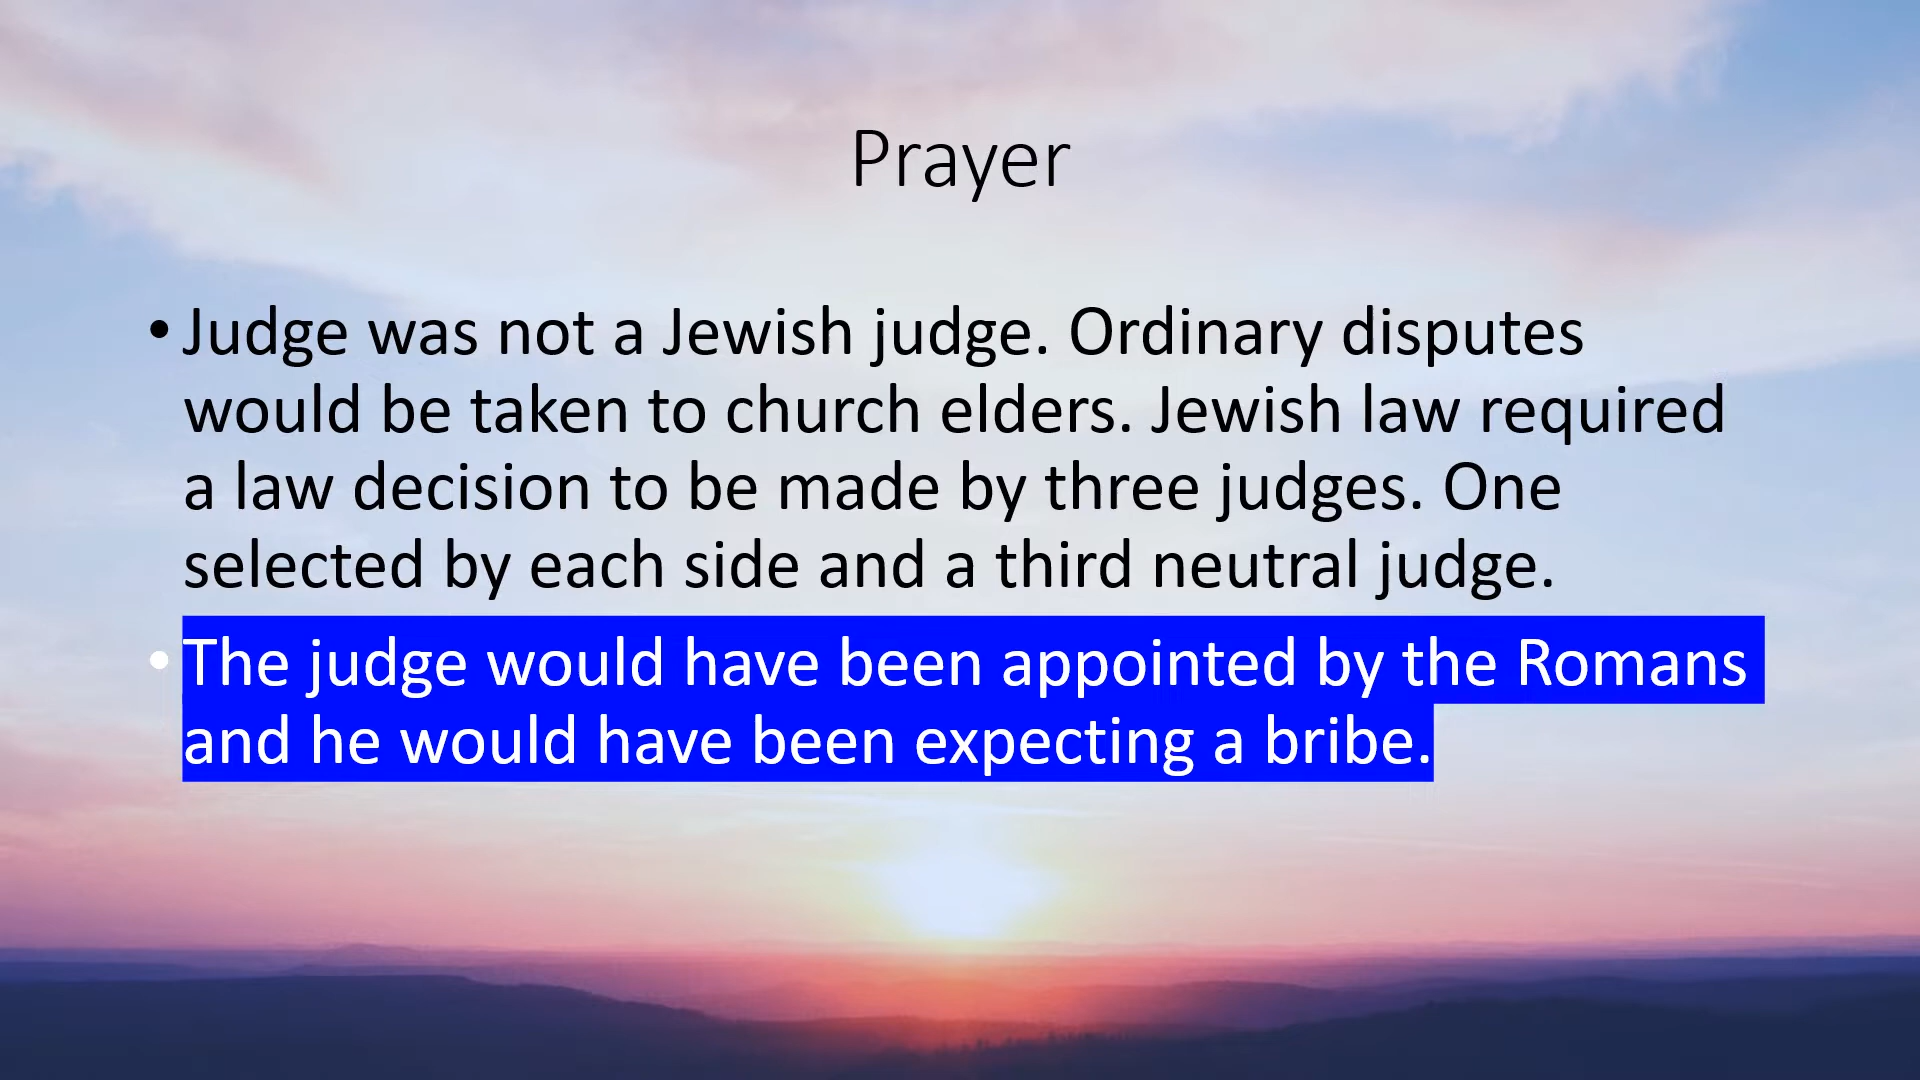 Prayer
• Judge was not a Jewish judge. Ordinary disputes
would be taken to church elders. Jewish law required
a law decision to be made by three judges. One
selected by each side and a third neutral judge.
• The judge would have been appointed by the Romans
and he would have been expecting a bribe.